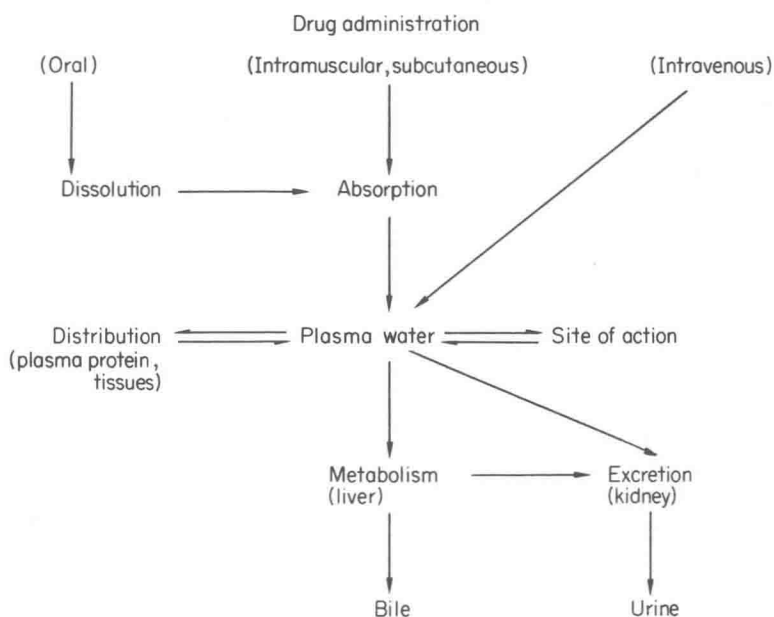 Drug administration
(Oral)
(Intramuscular, subcutaneous)
(Intravenous)
Dissolution
Absorption
Distribution
(plasma protein,
tissues)
Plasma water
Site of action
Metabolism
(liver)
Excretion
(kidney)
Bile
Urine